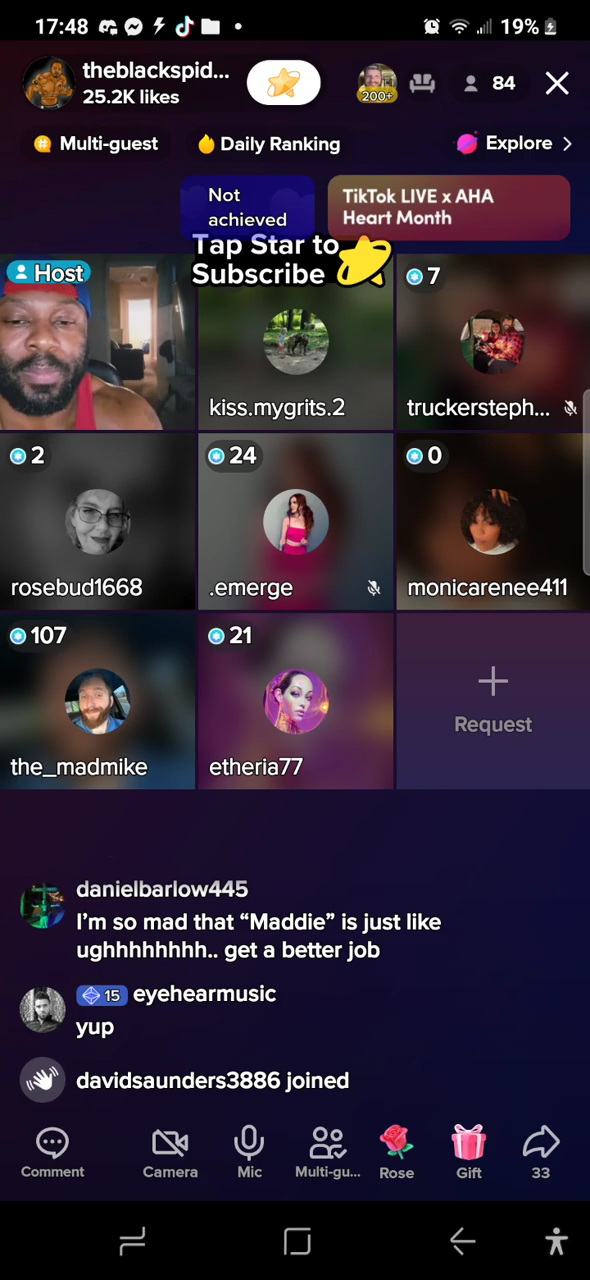 17:48
19%
theblackspid...
25.2K likes
200+
84
Multi-guest
Daily Ranking
Explore >
Not
achieved
TikTok LIVE x AHA
Heart Month
Tap Star to
Subscribe
Host
kiss.mygrits.2
7
truckersteph...
2
rosebud1668
24
.emerge
0
monicarenee411
107
the_madmike
21
etheria77
Request
danielbarlow445
I'm so mad that “Maddie” is just like
ughhhhhhhh.. get a better job
15 eyehearmusic
yup
davidsaunders3886 joined
Comment
Camera
Mic
Multi-gu...
Rose
Gift
33